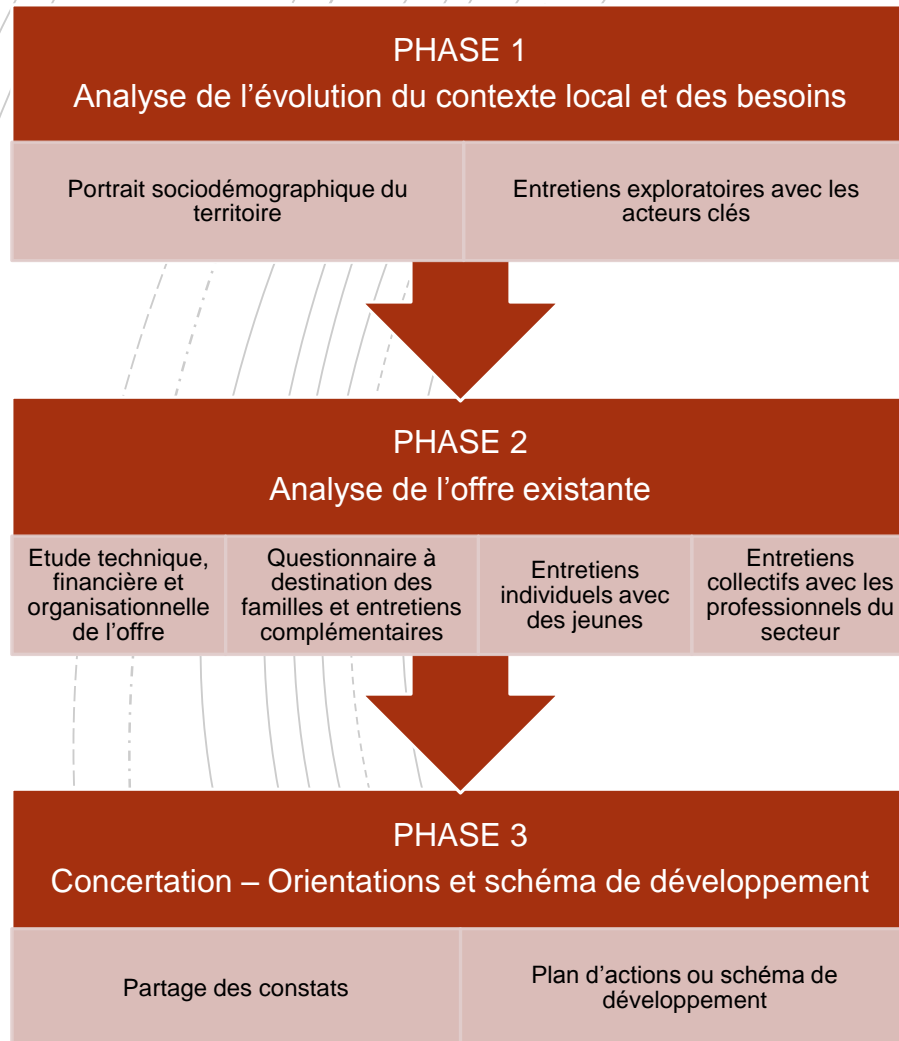 PHASE 1
Analyse de l'évolution du contexte local et des besoins
Portrait sociodémographique du
territoire
Entretiens exploratoires avec les
acteurs clés
PHASE 2
Analyse de l'offre existante
Etude technique,
financière et
organisationnelle
de l'offre
Questionnaire à
destination des
familles et entretiens
complémentaires
Entretiens
individuels avec
des jeunes
Entretiens
collectifs avec les
professionnels du
secteur
PHASE 3
Concertation – Orientations et schéma de développement
Partage des constats
Plan d'actions ou schéma de
développement